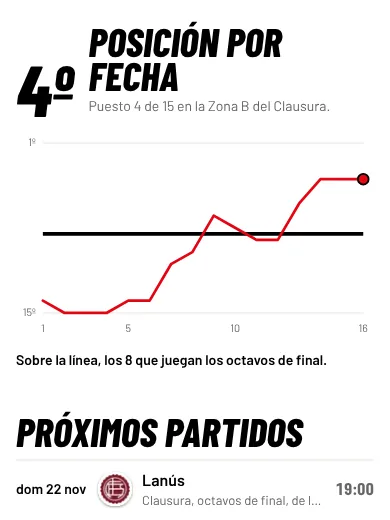 POSICIÓN POR
FECHA
4º
Puesto 4 de 15 en la Zona B del Clausura.
1º
15º
1 5 10 16
Sobre la línea, los 8 que juegan los octavos de final.
PRÓXIMOS PARTIDOS
dom 22 nov
Lanús
Clausura, octavos de final, de l...
19:00